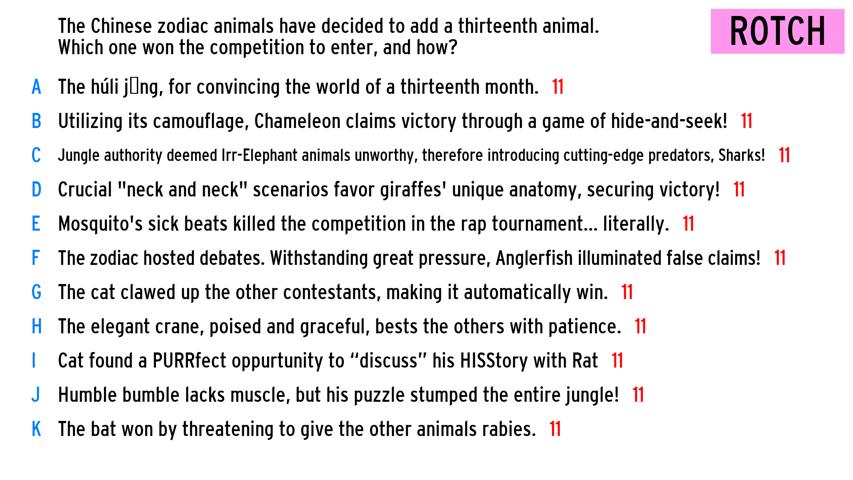 The Chinese zodiac animals have decided to add a thirteenth animal.
Which one won the competition to enter, and how?
ROTCH
A The húli j▯ng, for convincing the world of a thirteenth month. 11
B Utilizing its camouflage, Chameleon claims victory through a game of hide-and-seek! 11
C Jungle authority deemed Irr-Elephant animals unworthy, therefore introducing cutting-edge predators, Sharks! 11
D Crucial "neck and neck" scenarios favor giraffes' unique anatomy, securing victory! 11
E Mosquito's sick beats killed the competition in the rap tournament... literally. 11
F The zodiac hosted debates. Withstanding great pressure, Anglerfish illuminated false claims! 11
G The cat clawed up the other contestants, making it automatically win. 11
H The elegant crane, poised and graceful, bests the others with patience. 11
I Cat found a PURRfect oppurtunity to “discuss” his HISStory with Rat 11
J Humble bumble lacks muscle, but his puzzle stumped the entire jungle! 11
K The bat won by threatening to give the other animals rabies. 11